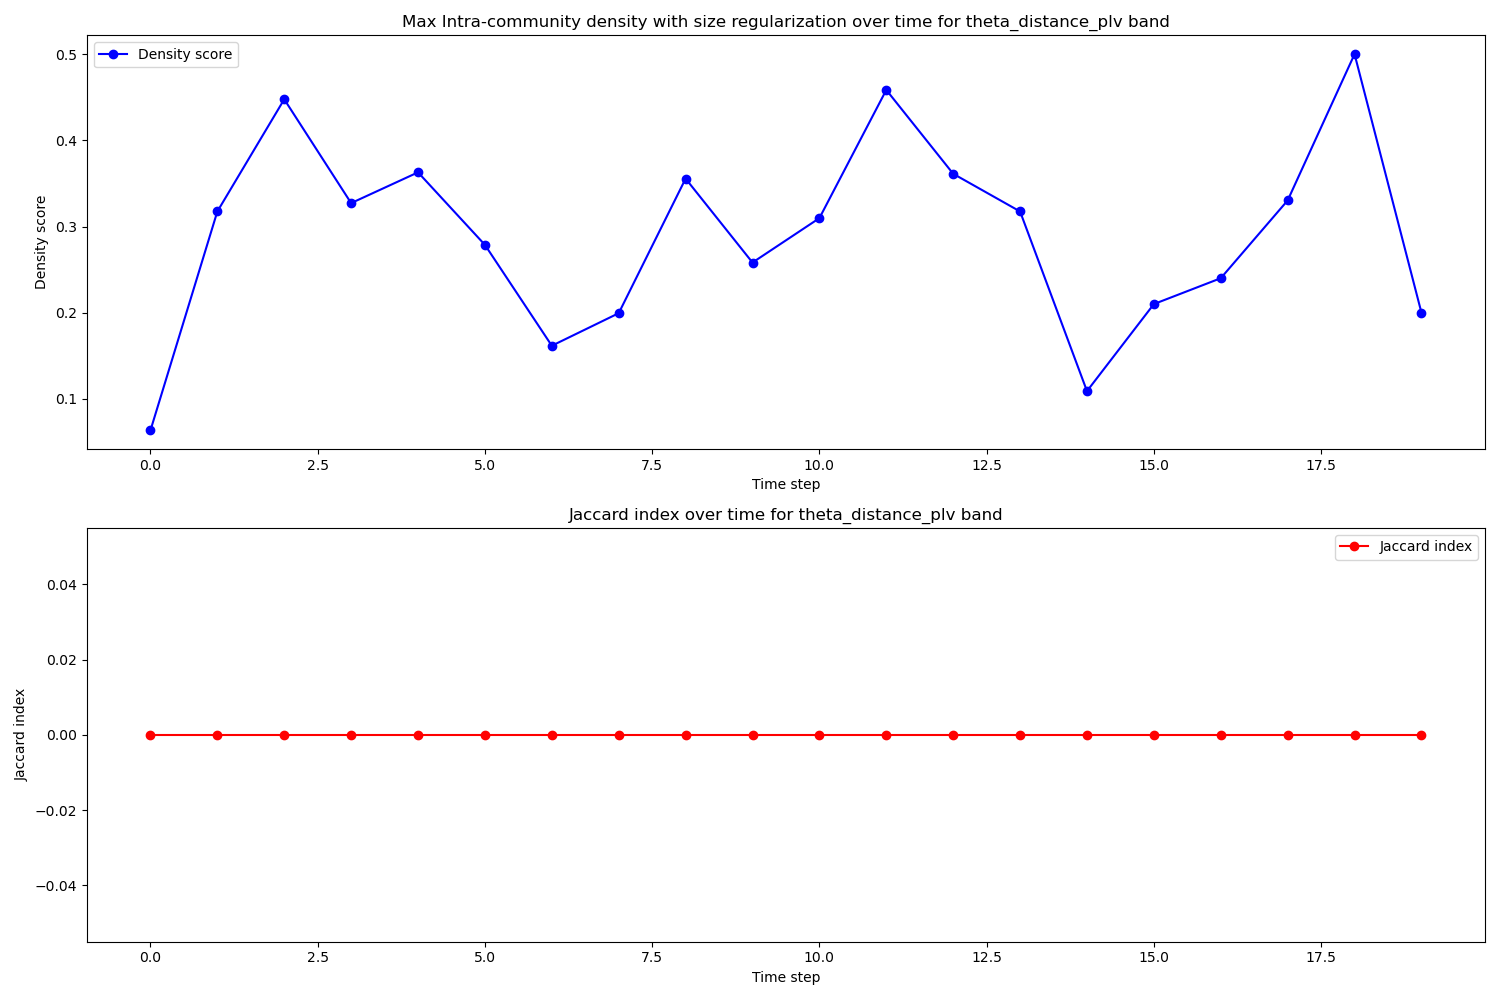 Max Intra-community density with size regularization over time for theta_distance_plv band
Density score
0.5
0.4
0.3
0.2
0.1
Density score
0.0 2.5 5.0 7.5 10.0 12.5 15.0 17.5
Time step
Jaccard index over time for theta_distance_plv band
Jaccard index
0.04
0.02
0.00
−0.02
−0.04
Jaccard index
0.0 2.5 5.0 7.5 10.0 12.5 15.0 17.5
Time step